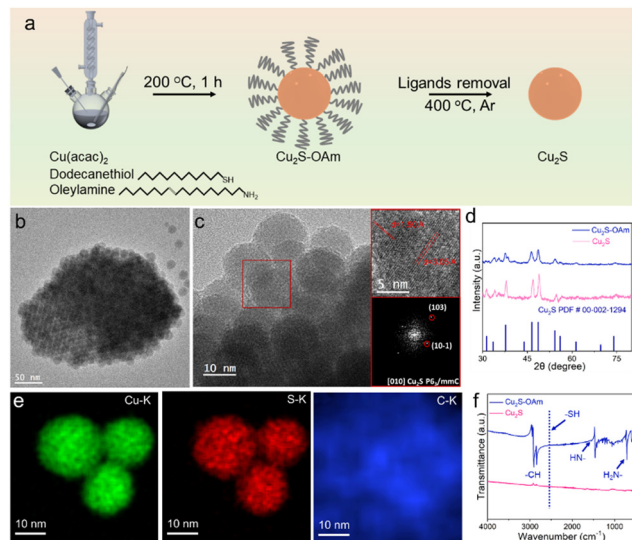 a
200 °C, 1 h
Ligands removal
400 °C, Ar
Cu(acac)₂
Dodecanethiol
SH
Oleylamine
NH₂
Cu₂S-OAm
Cu₂S
b
50 nm
c
10 nm
5 nm
(103)
(10-1)
[010] Cu₂S P6₃/mmC
d
Intensity (a.u.)
Cu₂S-OAm
Cu₂S
Cu₂S PDF # 00-002-1294
30 45 60 75
2θ (degree)
e
Cu-K
10 nm
S-K
10 nm
C-K
10 nm
f
Transmittance (a.u.)
Cu₂S-OAm
Cu₂S
-SH
-CH
HN-
H₂N-
4000 3000 2000 1000
Wavenumber (cm-1)